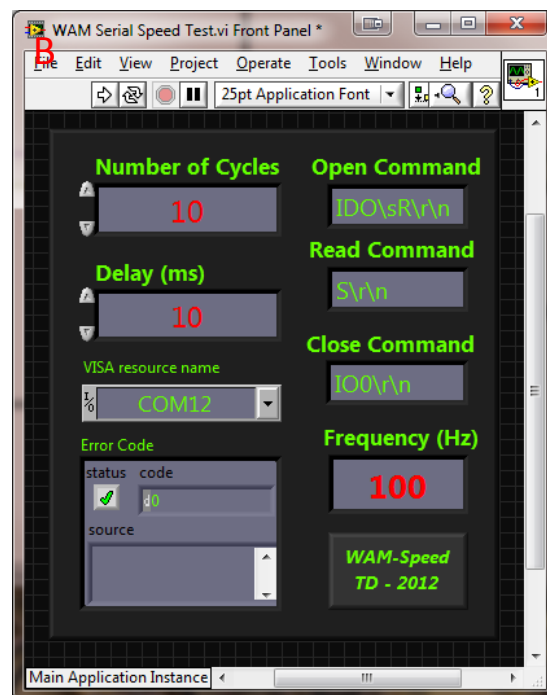 WAM Serial Speed Test.vi Front Panel *
B
File Edit View Project Operate Tools Window Help
25pt Application Font
1
Number of Cycles
10
Delay (ms)
10
VISA resource name
I/O
COM12
Error Code
status code
d0
source
Open Command
IDO\sR\r\n
Read Command
S\r\n
Close Command
IO0\r\n
Frequency (Hz)
100
WAM-Speed
TD - 2012
Main Application Instance